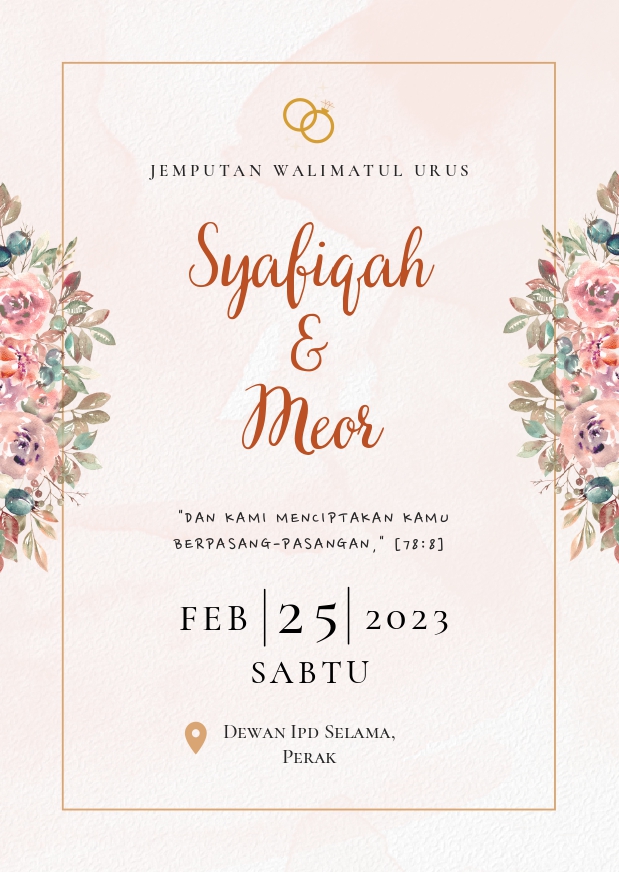 JEMPUTAN WALIMATUL URUS
Syafiqah
&
Meor
"DAN KAMI MENCIPTAKAN KAMU
BERPASANG-PASANGAN," [78:8]
FEB | 25 | 2023
SABTU
DEWAN IPD SELAMA,
PERAK